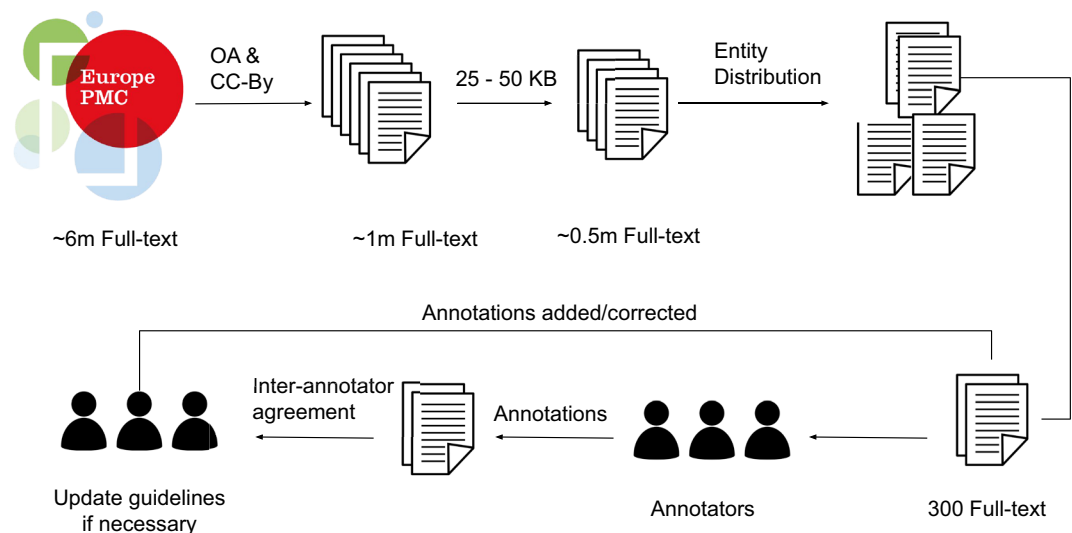 Europe
PMC
OA &
CC-By
25 - 50 KB
Entity
Distribution
~6m Full-text
~1m Full-text
~0.5m Full-text
Annotations added/corrected
Inter-annotator
agreement
Annotations
Update guidelines
if necessary
Annotators
300 Full-text